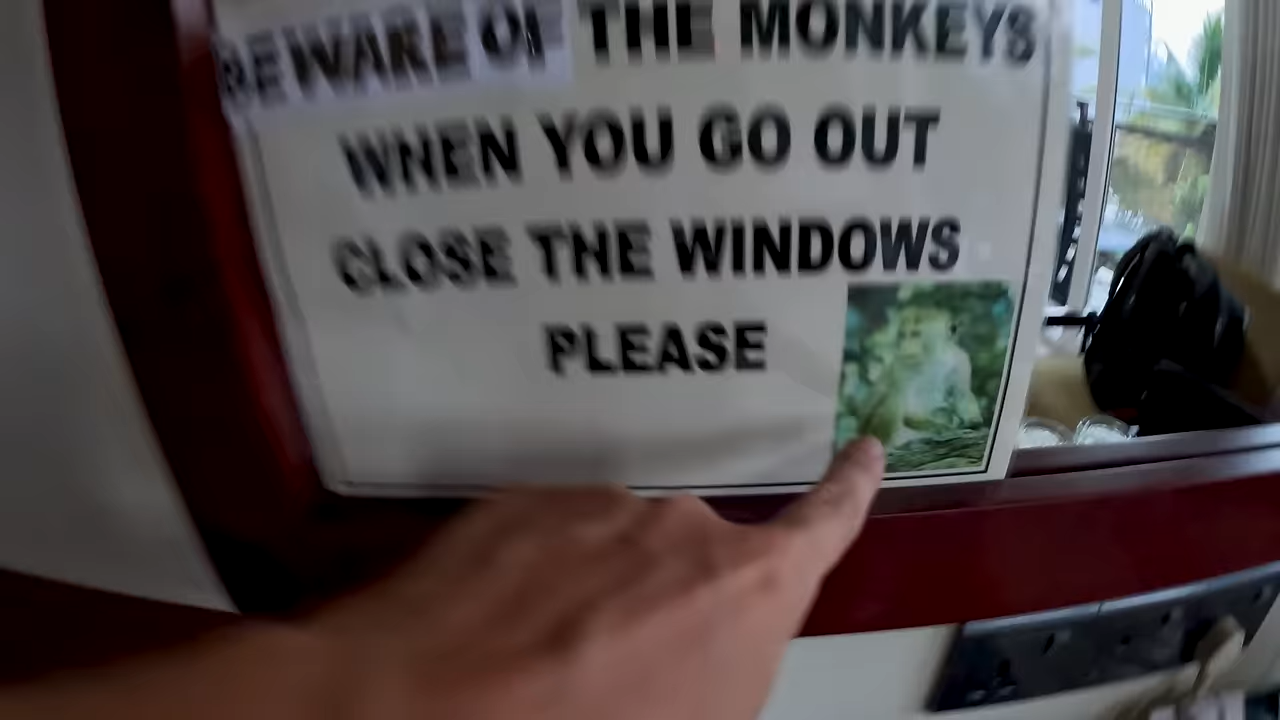 BEWARE OF THE MONKEYS
WHEN YOU GO OUT
CLOSE THE WINDOWS
PLEASE